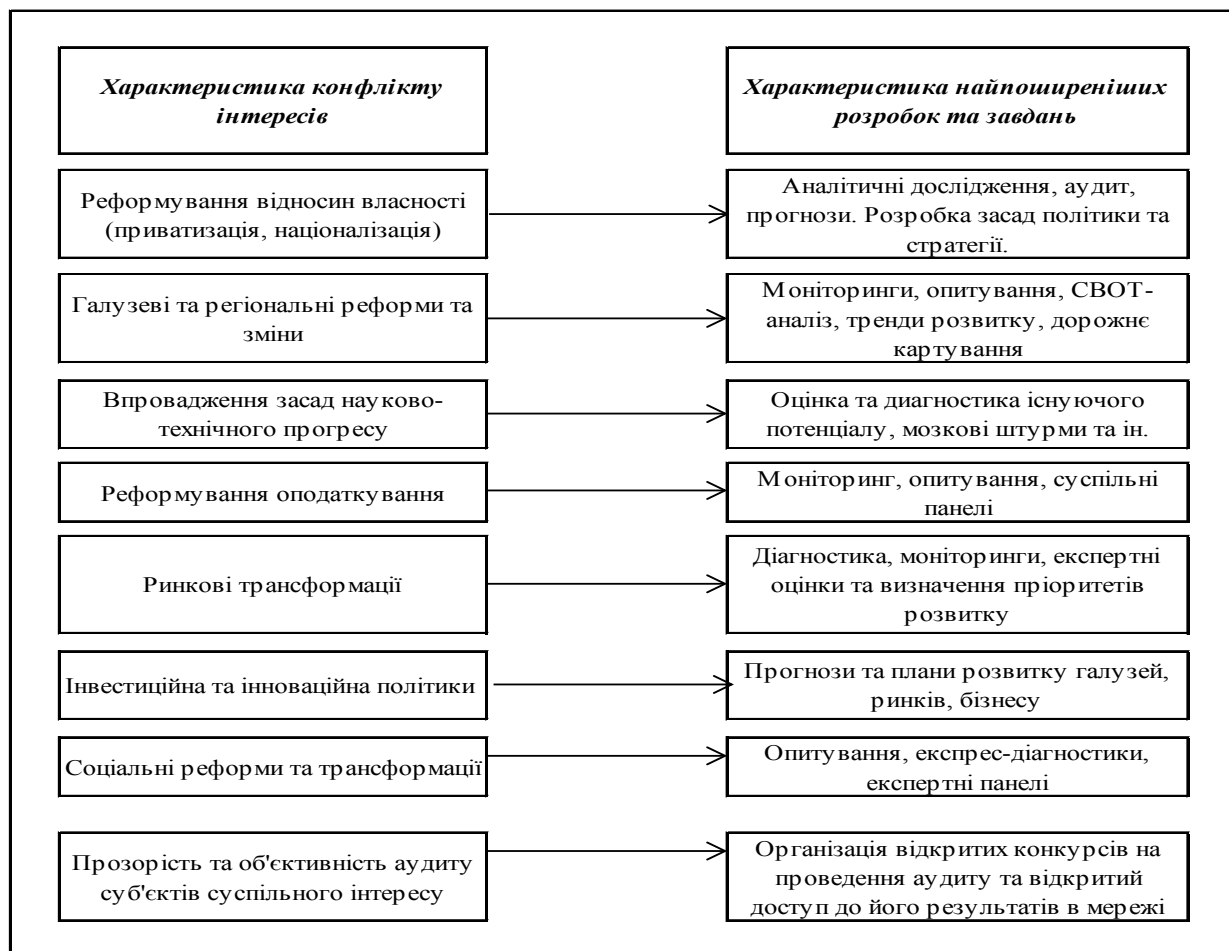 Характеристика конфлікту
інтересів
Характеристика найпоширеніших
розробок та завдань
Реформування відносин власності
(приватизація, націоналізація)
Аналітичні дослідження, аудит,
прогнози. Розробка засад політики та
стратегії.
Галузеві та регіональні реформи та
зміни
Моніторинги, опитування, СВОТ-
аналіз, тренди розвитку, дорожнє
картування
Впровадження засад науково-
технічного прогресу
Оцінка та диагностика існуючого
потенціалу, мозкові штурми та ін.
Реформування оподаткування
Моніторинг, опитування, суспільні
панелі
Ринкові трансформації
Діагностика, моніторинги, експертні
оцінки та визначення пріоритетів
розвитку
Інвестиційна та інноваційна політики
Прогнози та плани розвитку галузей,
ринків, бізнесу
Соціальні реформи та трансформації
Опитування, експрес-діагностики,
експертні панелі
Прозорість та об'єктивність аудиту
суб'єктів суспільного інтересу
Організація відкритих конкурсів на
проведення аудиту та відкритий
доступ до його результатів в мережі